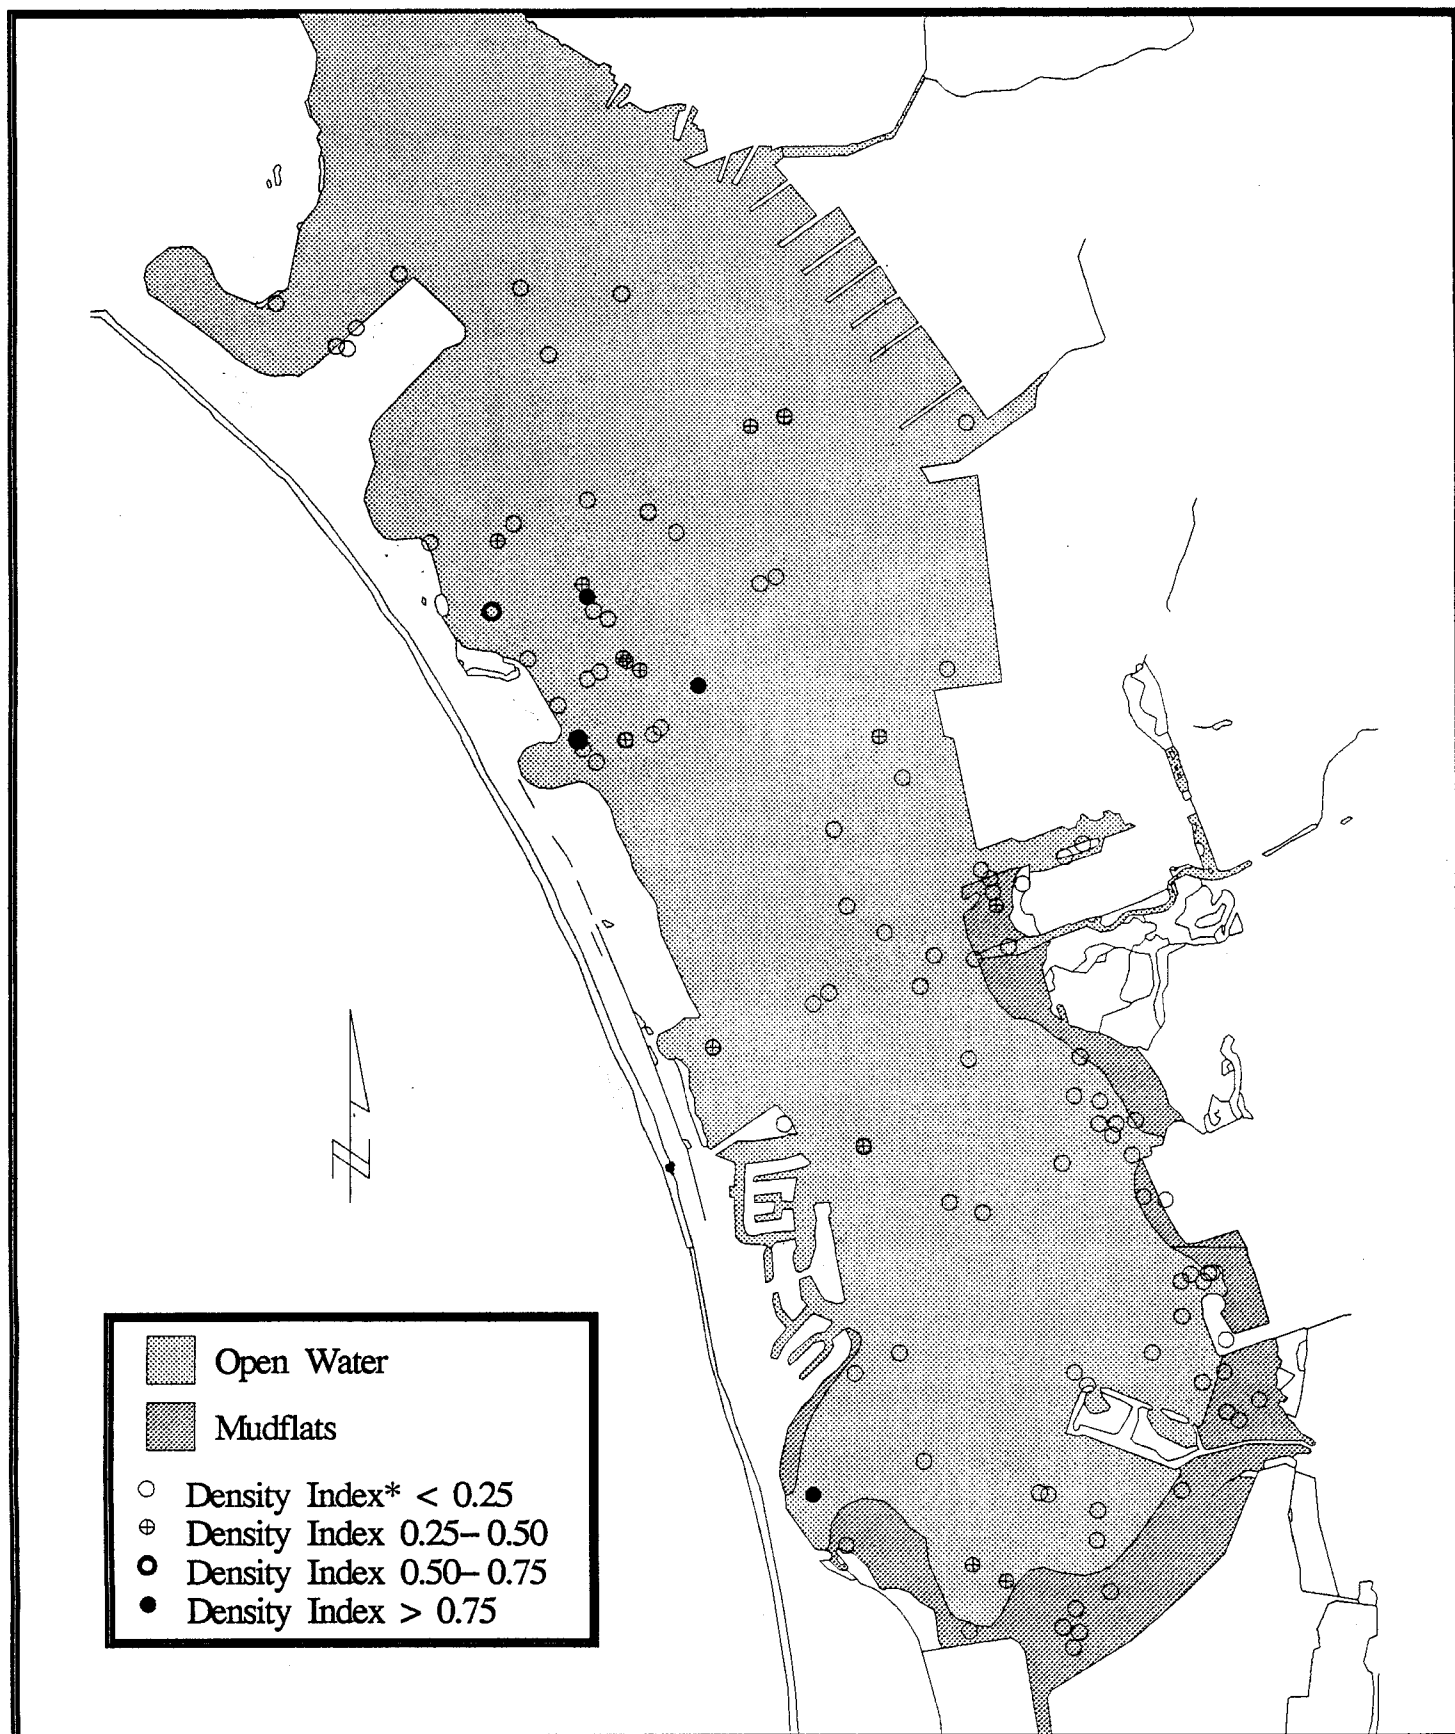 Open Water
Mudflats
Density Index* < 0.25
Density Index 0.25-0.50
Density Index 0.50-0.75
Density Index > 0.75
N